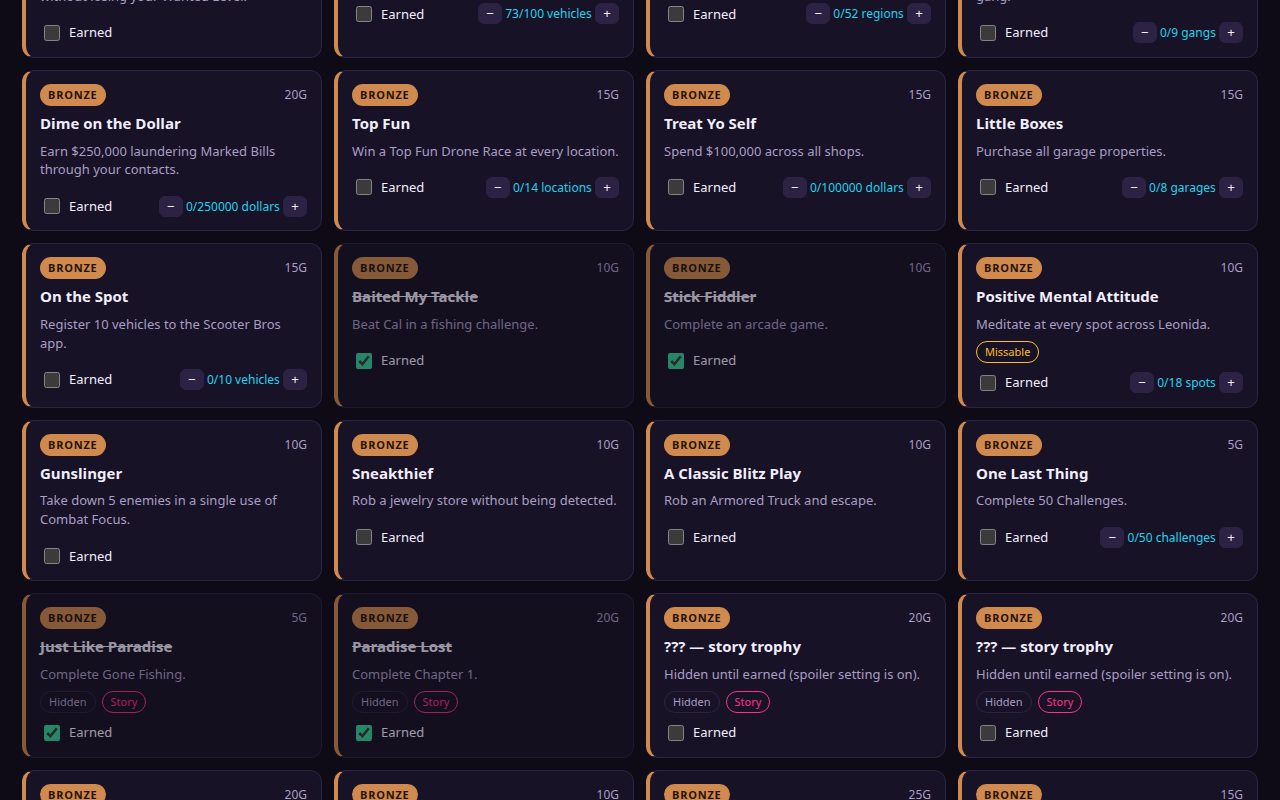 Earned
Earned
− 73/100 vehicles +
Earned
− 0/52 regions +
gang.
Earned
− 0/9 gangs +
BRONZE
20G
Dime on the Dollar
Earn $250,000 laundering Marked Bills
through your contacts.
Earned
− 0/250000 dollars +
BRONZE
15G
Top Fun
Win a Top Fun Drone Race at every location.
Earned
− 0/14 locations +
BRONZE
15G
Treat Yo Self
Spend $100,000 across all shops.
Earned
− 0/100000 dollars +
BRONZE
15G
Little Boxes
Purchase all garage properties.
Earned
− 0/8 garages +
BRONZE
15G
On the Spot
Register 10 vehicles to the Scooter Bros
app.
Earned
− 0/10 vehicles +
BRONZE
10G
Baited My Tackle
Beat Cal in a fishing challenge.
Earned
BRONZE
10G
Stick Fiddler
Complete an arcade game.
Earned
BRONZE
10G
Positive Mental Attitude
Meditate at every spot across Leonida.
Missable
Earned
− 0/18 spots +
BRONZE
10G
Gunslinger
Take down 5 enemies in a single use of
Combat Focus.
Earned
BRONZE
10G
Sneakthief
Rob a jewelry store without being detected.
Earned
BRONZE
10G
A Classic Blitz Play
Rob an Armored Truck and escape.
Earned
BRONZE
5G
One Last Thing
Complete 50 Challenges.
Earned
− 0/50 challenges +
BRONZE
5G
Just Like Paradise
Complete Gone Fishing.
Hidden Story
Earned
BRONZE
20G
Paradise Lost
Complete Chapter 1.
Hidden Story
Earned
BRONZE
20G
??? — story trophy
Hidden until earned (spoiler setting is on).
Hidden Story
Earned
BRONZE
20G
??? — story trophy
Hidden until earned (spoiler setting is on).
Hidden Story
Earned
BRONZE
20G
BRONZE
10G
BRONZE
25G
BRONZE
15G